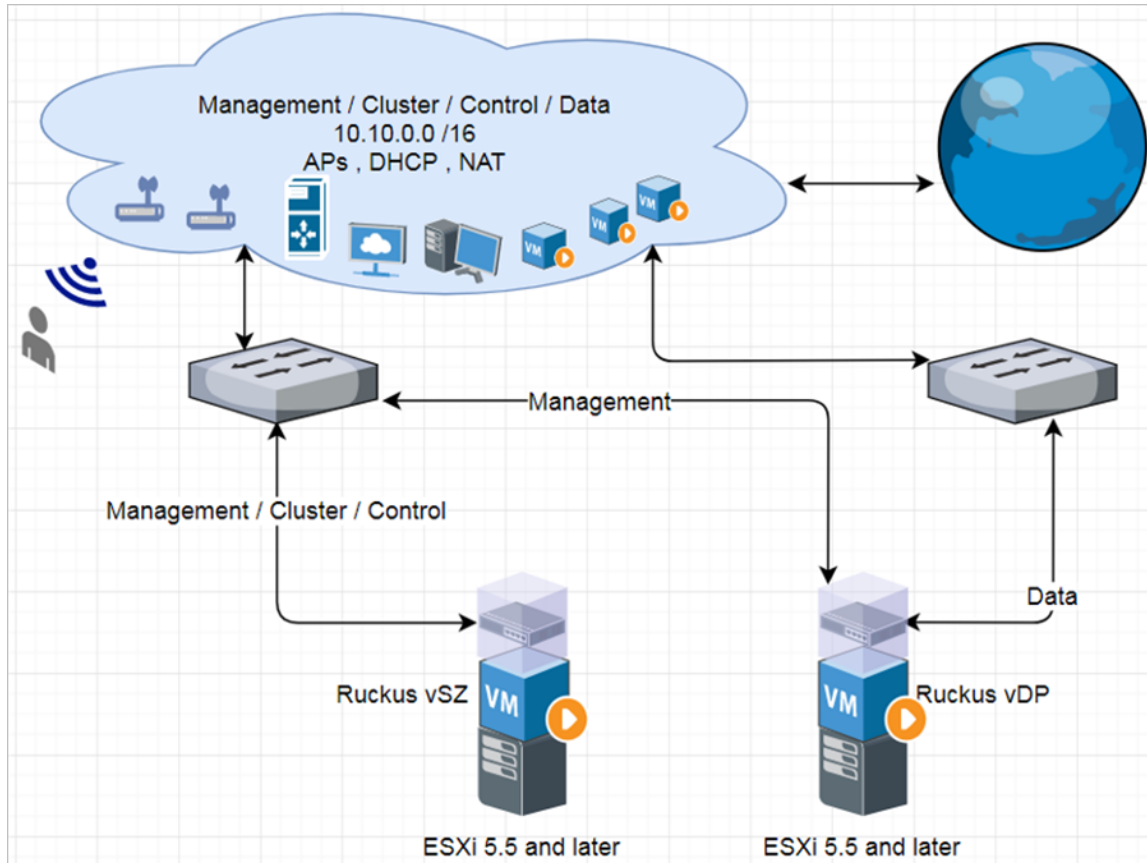 Management / Cluster / Control / Data
10.10.0.0 /16
APs , DHCP , NAT
VM
VM
VM
Management
Management / Cluster / Control
Data
Ruckus vSZ
VM
VM
Ruckus vDP
ESXi 5.5 and later
ESXi 5.5 and later